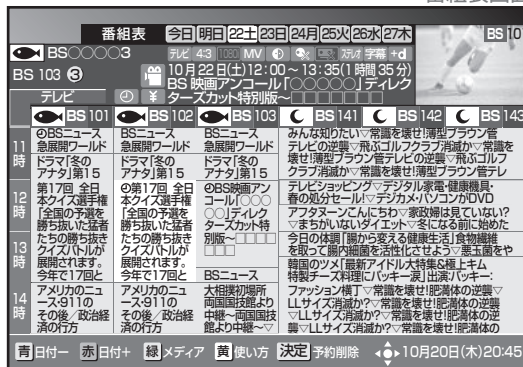 番組表画面
番組表 今日 明日 22土 23日 24月 25火 26水 27木
BS 10
BS○○○○3 テレビ 4:3 1080 MV ステレオ 字幕 +d
BS 103 ③ 10月22日(土)12:00～13:35(1時間35分)
BS 映画アンコール「○○○○○」ディレク
テレビ ¥ ターズカット特別版～□□□□□□
BS 101 BS 102 BS 103 BS 141 BS 142 BS 143
11時
BSニュース
急展開ワールド
ドラマ「冬の
アナタ」第15
BSニュース
急展開ワールド
ドラマ「冬の
アナタ」第15
BSニュース
急展開ワールド
ドラマ「冬の
アナタ」第15
みんな知りたい▽常識を壊せ!薄型ブラウン管
テレビの逆襲▽飛ぶゴルフクラブ消滅か▽常識を
壊せ!薄型ブラウン管テレビの逆襲▽飛ぶゴルフ
クラブ消滅か▽常識を壊せ!薄型ブラウン管テレ
12時
13時
第17回 全日
本クイズ選手権
「全国の予選を
勝ち抜いた猛者
たちの勝ち抜き
クイズバトルが
展開されます。
今年で17回と
第17回 全日
本クイズ選手権
「全国の予選を
勝ち抜いた猛者
たちの勝ち抜き
クイズバトルが
展開されます。
今年で17回と
BS映画アン
コール「○○○
○○」ディレク
ターズカット特
別版～□□□□
□□
BSニュース
テレビショッピング▽デジタル家電・健康機具・
春の処分セール!▽デジカメ・パソコンがDVD
アフタヌーンこんにちわ▽家政婦は見ていない?
▽まちがいないダイエット▽冬になる前に始めた
今日の体調「腸から変える健康生活」食物繊維
を取って腸内細菌を活性化させよう▽悪玉菌をや
韓国のツメ「最新アイドル大特集&極上キム
特製チーズ料理にパッキー戻」出演/パッキー:
14時
アメリカのニュ
ース・911の
その後／政治経
済の行方
アメリカのニュ
ース・911の
その後／政治経
済の行方
大相撲初場所
両国国技館より
中継～両国国技
館より中継～▽
ファッション横丁▽常識を壊せ!肥満体の逆襲▽
LLサイズ消滅か?▽常識を壊せ!肥満体の逆襲
▽LLサイズ消滅か?▽常識を壊せ!肥満体の逆
襲▽LLサイズ消滅か?▽常識を壊せ!肥満体の
青 日付－ 赤 日付+ 緑 メディア 黄 使い方 決定 予約削除 10月20日(木)20:45